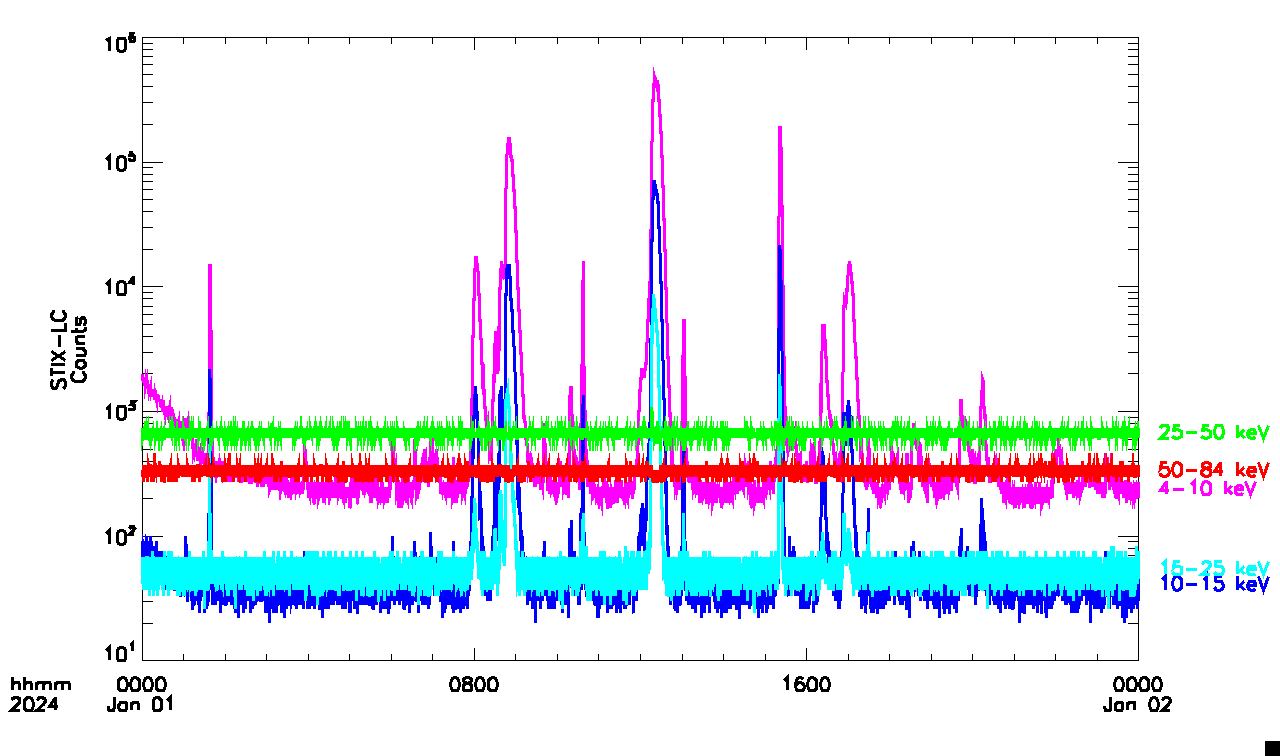 10⁶
10⁵
10⁴
10³
10²
10¹
STIX-LC
Counts
25-50 keV
50-84 keV
4-10 keV
15-25 keV
10-15 keV
hhmm 0000 0800 1600 0000
2024 Jan 01 Jan 02